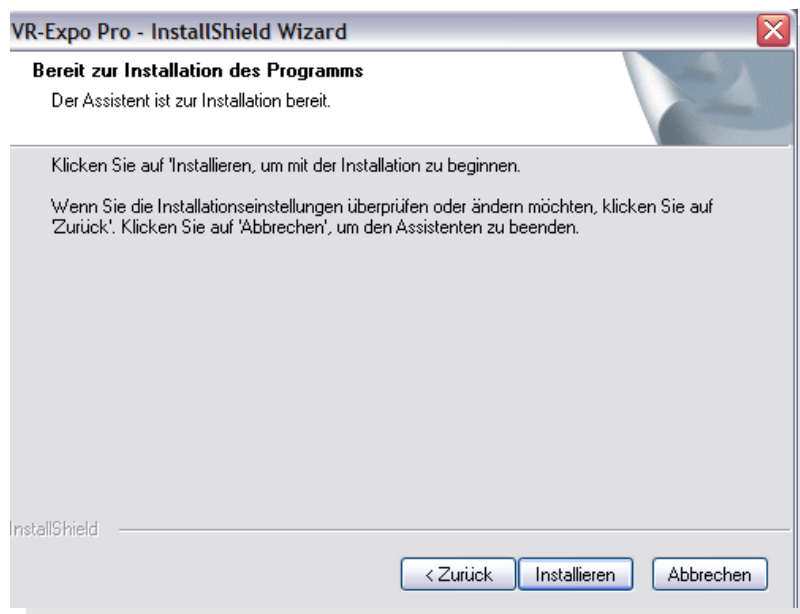 VR-Expo Pro - InstallShield Wizard
Bereit zur Installation des Programms
Der Assistent ist zur Installation bereit.
Klicken Sie auf 'Installieren, um mit der Installation zu beginnen.
Wenn Sie die Installationseinstellungen überprüfen oder ändern möchten, klicken Sie auf
'Zurück'. Klicken Sie auf 'Abbrechen', um den Assistenten zu beenden.
InstallShield
< Zurück Installieren Abbrechen